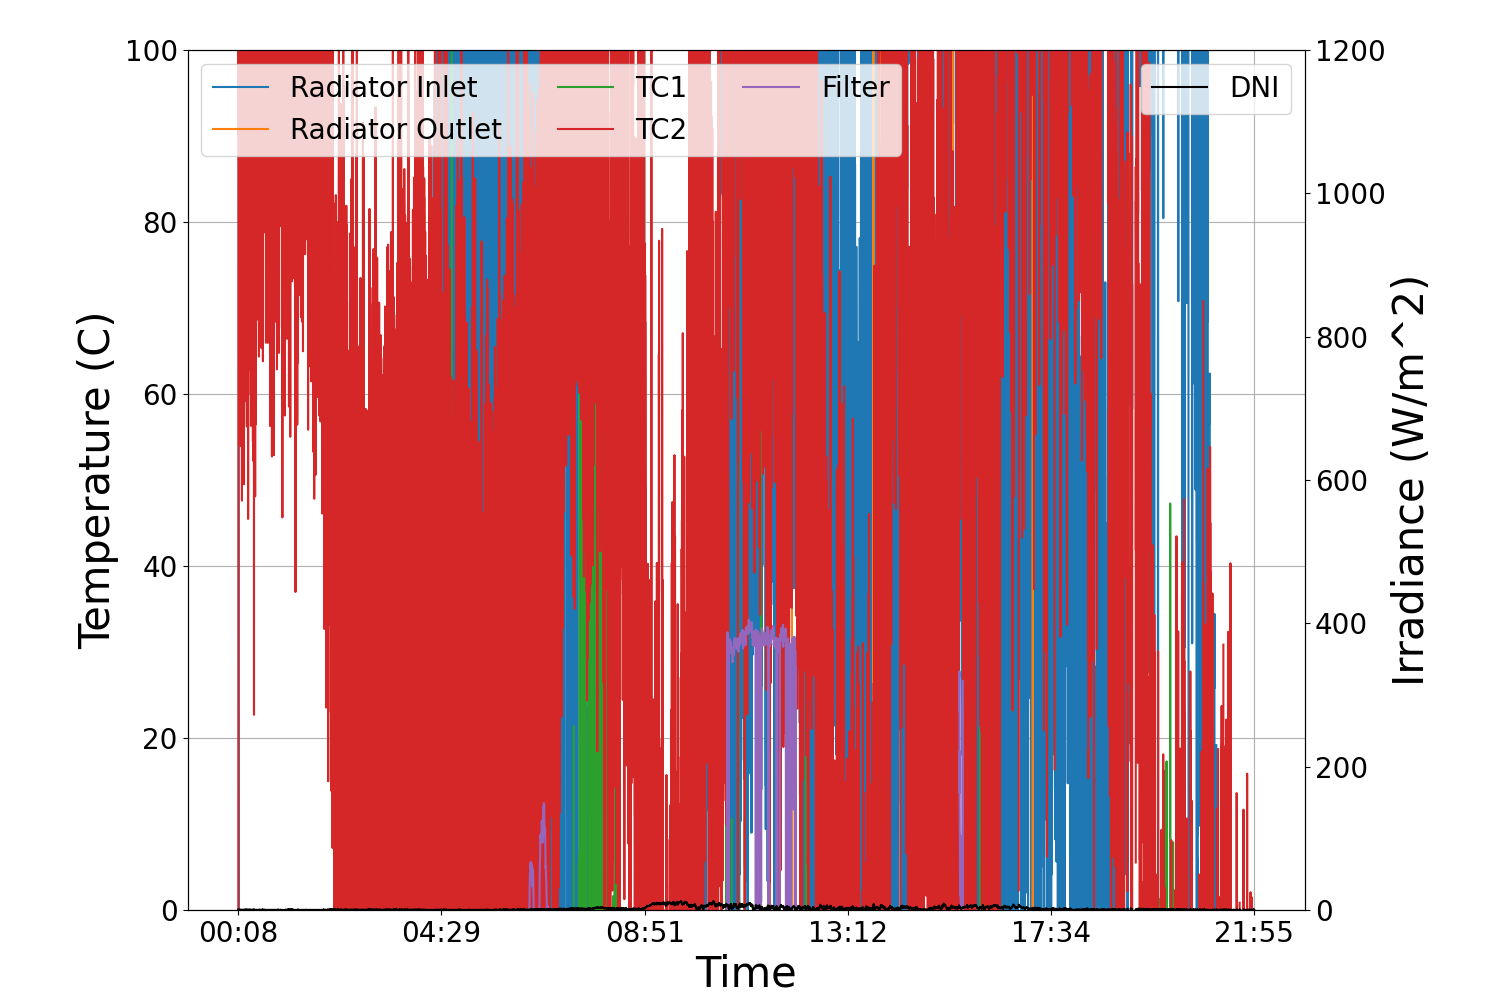 100
80
60
40
20
0
Temperature (C)
Radiator Inlet
Radiator Outlet
TC1
TC2
Filter
DNI
1200
1000
800
600
400
200
0
Irradiance (W/m^2)
00:08
04:29
08:51
13:12
17:34
21:55
Time